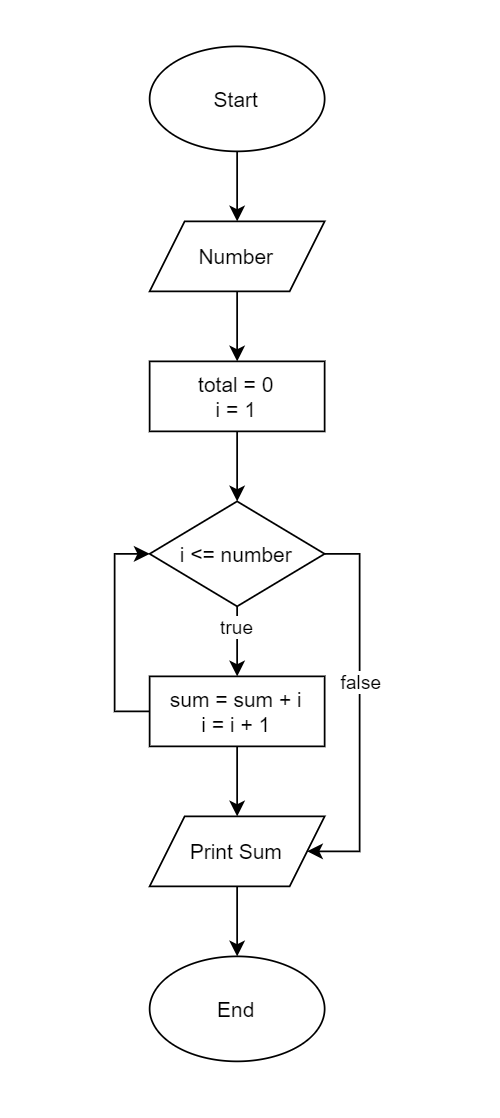 Start
Number
total = 0
i = 1
i <= number
true
false
sum = sum + i
i = i + 1
Print Sum
End